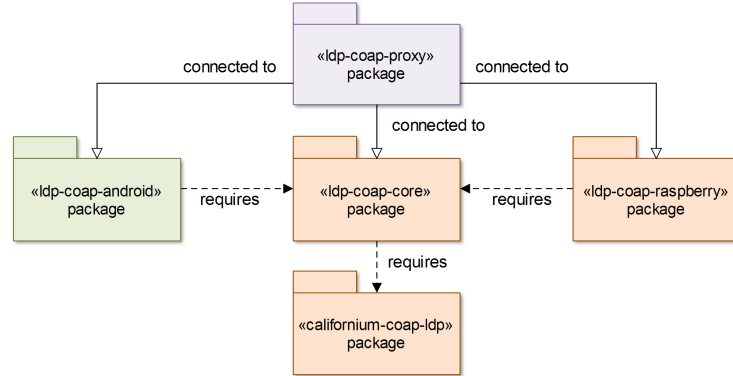 «ldp-coap-proxy»
package
connected to
connected to
connected to
«ldp-coap-android»
package
requires
«ldp-coap-core»
package
requires
«ldp-coap-raspberry»
package
requires
«californium-coap-ldp»
package